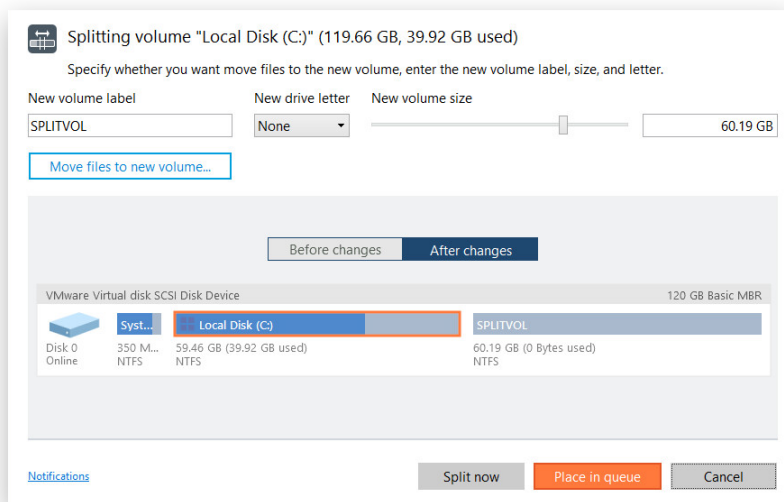 Splitting volume "Local Disk (C:)" (119.66 GB, 39.92 GB used)
Specify whether you want move files to the new volume, enter the new volume label, size, and letter.
New volume label New drive letter New volume size
SPLITVOL None 60.19 GB
Move files to new volume...
Before changes After changes
VMware Virtual disk SCSI Disk Device 120 GB Basic MBR
Syst... Local Disk (C:) SPLITVOL
Disk 0 350 M... 59.46 GB (39.92 GB used) 60.19 GB (0 Bytes used)
Online NTFS NTFS NTFS
Notifications Split now Place in queue Cancel